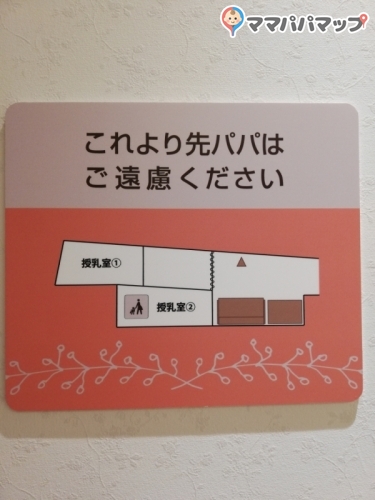 ママパパマップ
これより先パパは
ご遠慮ください
授乳室①
授乳室②